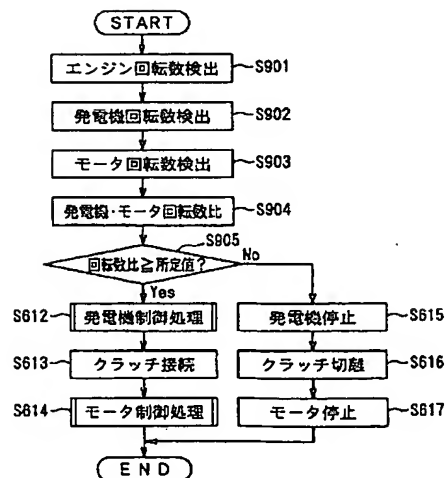 START
エンジン回転数検出 S901
発電機回転数検出 S902
モータ回転数検出 S903
発電機・モータ回転数比 S904
S905
回転数比≧所定値? No
Yes
S612 発電機制御処理 発電機停止 S615
S613 クラッチ接続 クラッチ切離 S616
S614 モータ制御処理 モータ停止 S617
END